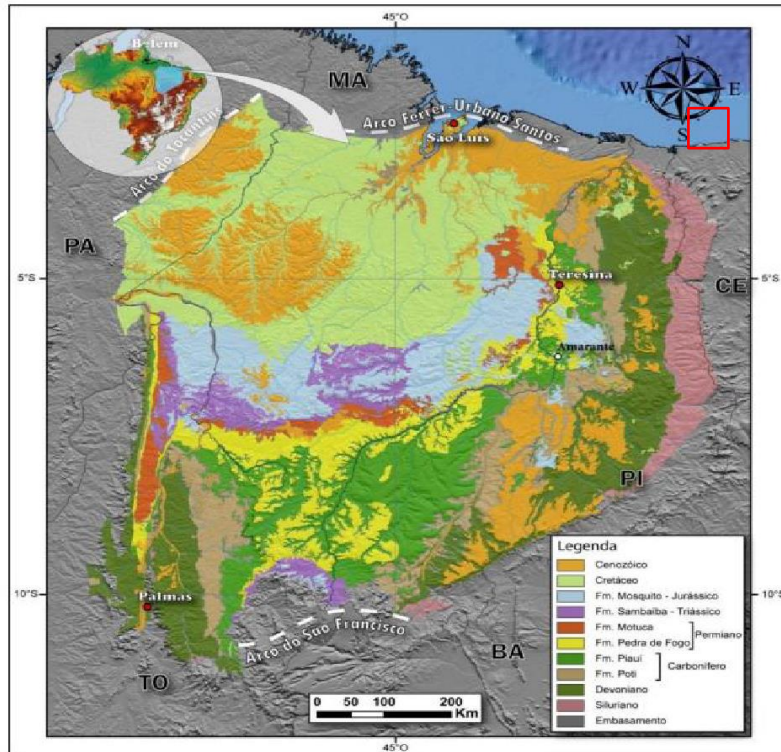 45°O
Belém
MA
N
W
E
S
Arco Ferrer-Urbano Santos
São Luis
Arco do Tocantins
PA
5°S
5°S
CE
Teresina
Amarante
PI
Palmas
10°S
10°S
Arco do São Francisco
BA
TO
0 50 100 200
Km
45°O
Legenda
Cenozóico
Cretáceo
Fm. Mosquito - Jurássico
Fm. Sambaiba - Triássico
Fm. Motuca
Fm. Pedra de Fogo
Permiano
Fm. Piauí
Fm. Poti
Carbonífero
Devoniano
Siluriano
Embasamento